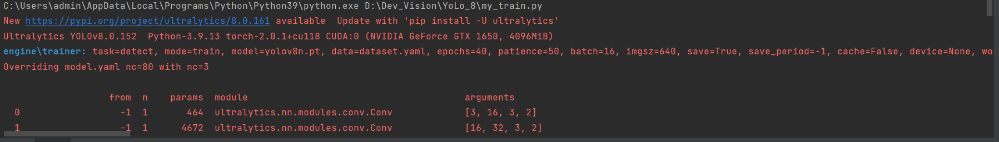 C:\Users\admin\AppData\Local\Programs\Python\Python39\python.exe D:\Dev_Vision\YoLo_8\my_train.py
New https://pypi.org/project/ultralytics/8.0.161 available  Update with 'pip install -U ultralytics'
Ultralytics YOLOv8.0.152  Python-3.9.13 torch-2.0.1+cu118 CUDA:0 (NVIDIA GeForce GTX 1650, 4096MiB)
engine\trainer: task=detect, mode=train, model=yolov8n.pt, data=dataset.yaml, epochs=40, patience=50, batch=16, imgsz=640, save=True, save_period=-1, cache=False, device=None, wo
Overriding model.yaml nc=80 with nc=3
from  n    params  module                                       arguments
0                  -1  1       464  ultralytics.nn.modules.conv.Conv             [3, 16, 3, 2]
1                  -1  1      4672  ultralytics.nn.modules.conv.Conv             [16, 32, 3, 2]